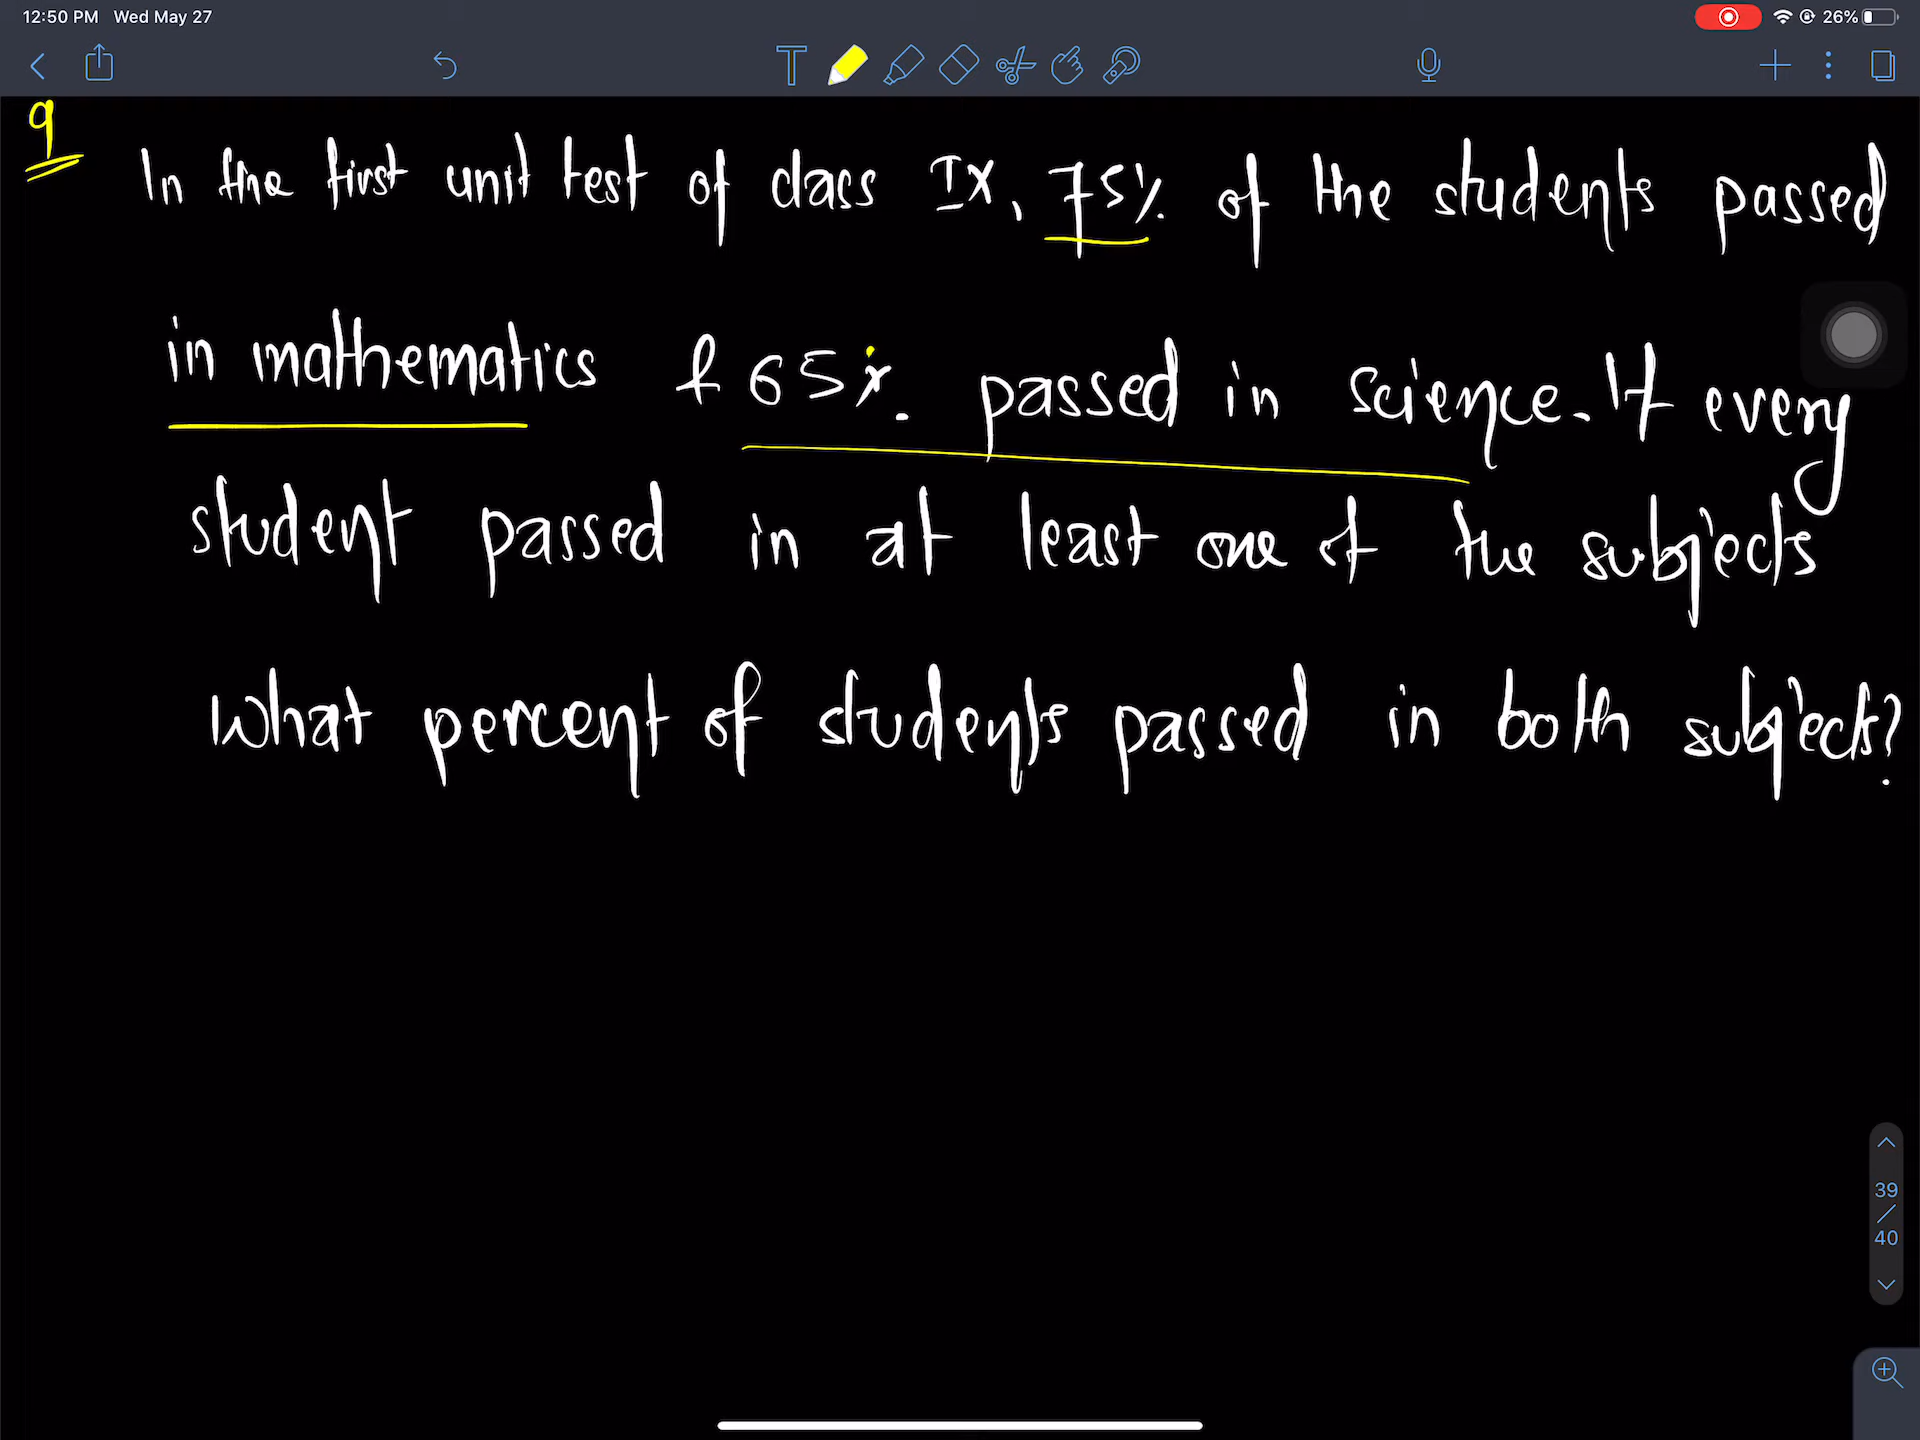 12:50 PM Wed May 27
26%
9
In the first unit test of class IX, 75% of the students passed
in mathematics & 65%. passed in science. If every
student passed in at least one of the subjects
What percent of students passed in both subjects?
39
/
40